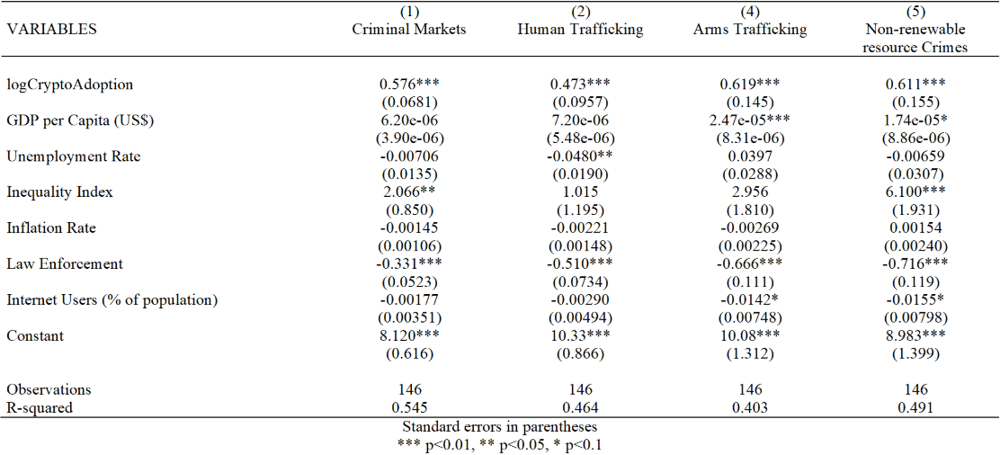 (1) (2) (4) (5)
VARIABLES Criminal Markets Human Trafficking Arms Trafficking Non-renewable
resource Crimes
logCryptoAdoption 0.576*** 0.473*** 0.619*** 0.611***
(0.0681) (0.0957) (0.145) (0.155)
GDP per Capita (US$) 6.20e-06 7.20e-06 2.47e-05*** 1.74e-05*
(3.90e-06) (5.48e-06) (8.31e-06) (8.86e-06)
Unemployment Rate -0.00706 -0.0480** 0.0397 -0.00659
(0.0135) (0.0190) (0.0288) (0.0307)
Inequality Index 2.066** 1.015 2.956 6.100***
(0.850) (1.195) (1.810) (1.931)
Inflation Rate -0.00145 -0.00221 -0.00269 0.00154
(0.00106) (0.00148) (0.00225) (0.00240)
Law Enforcement -0.331*** -0.510*** -0.666*** -0.716***
(0.0523) (0.0734) (0.111) (0.119)
Internet Users (% of population) -0.00177 -0.00290 -0.0142* -0.0155*
(0.00351) (0.00494) (0.00748) (0.00798)
Constant 8.120*** 10.33*** 10.08*** 8.983***
(0.616) (0.866) (1.312) (1.399)
Observations 146 146 146 146
R-squared 0.545 0.464 0.403 0.491
Standard errors in parentheses
*** p<0.01, ** p<0.05, * p<0.1